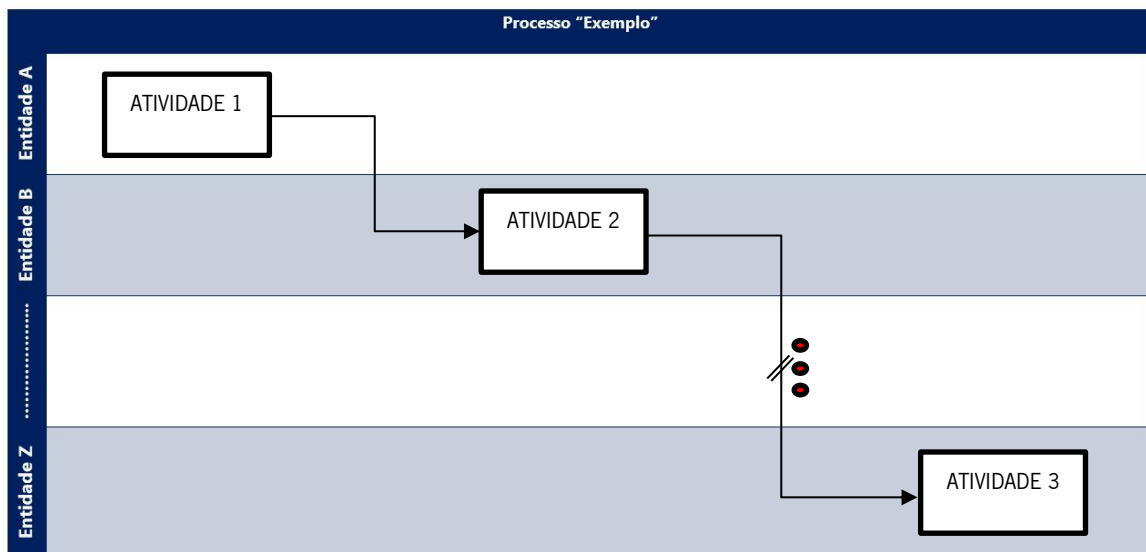 Processo “Exemplo”
Entidade A
ATIVIDADE 1
Entidade B
ATIVIDADE 2
....................
Entidade Z
ATIVIDADE 3